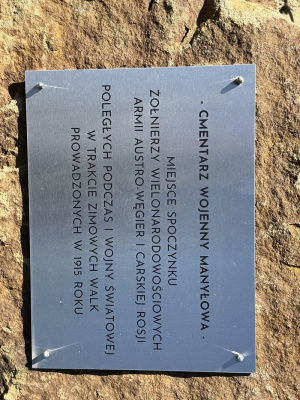 - CMENTARZ WOJENNY MANYŁOWA -
MIEJSCE SPOCZYNKU
ŻOŁNIERZY WIELONARODOWOŚCIOWYCH
ARMII AUSTRO-WĘGIER I CARSKIEJ ROSJI
POLEGŁYCH PODCZAS I WOJNY ŚWIATOWEJ
W TRAKCIE ZIMOWYCH WALK
PROWADZONYCH W 1915 ROKU